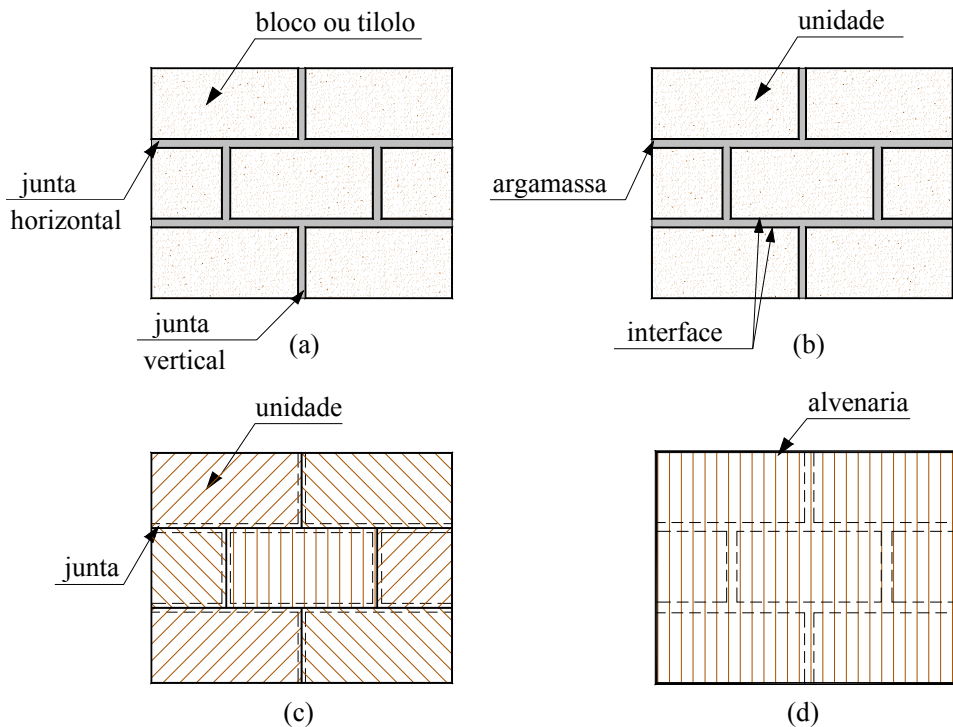 bloco ou tilolo
unidade
junta
horizontal
argamassa
junta
vertical
(a)
interface
(b)
unidade
alvenaria
junta
(c)
(d)